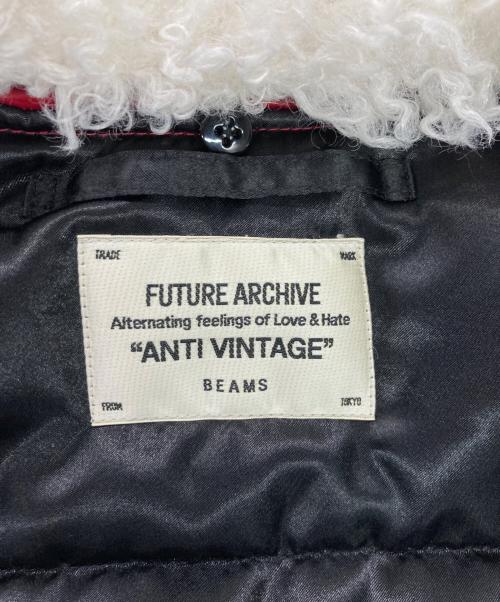 TRADE MARK
FUTURE ARCHIVE
Alternating feelings of Love & Hate
“ANTI VINTAGE”
BEAMS
FROM TOKYO